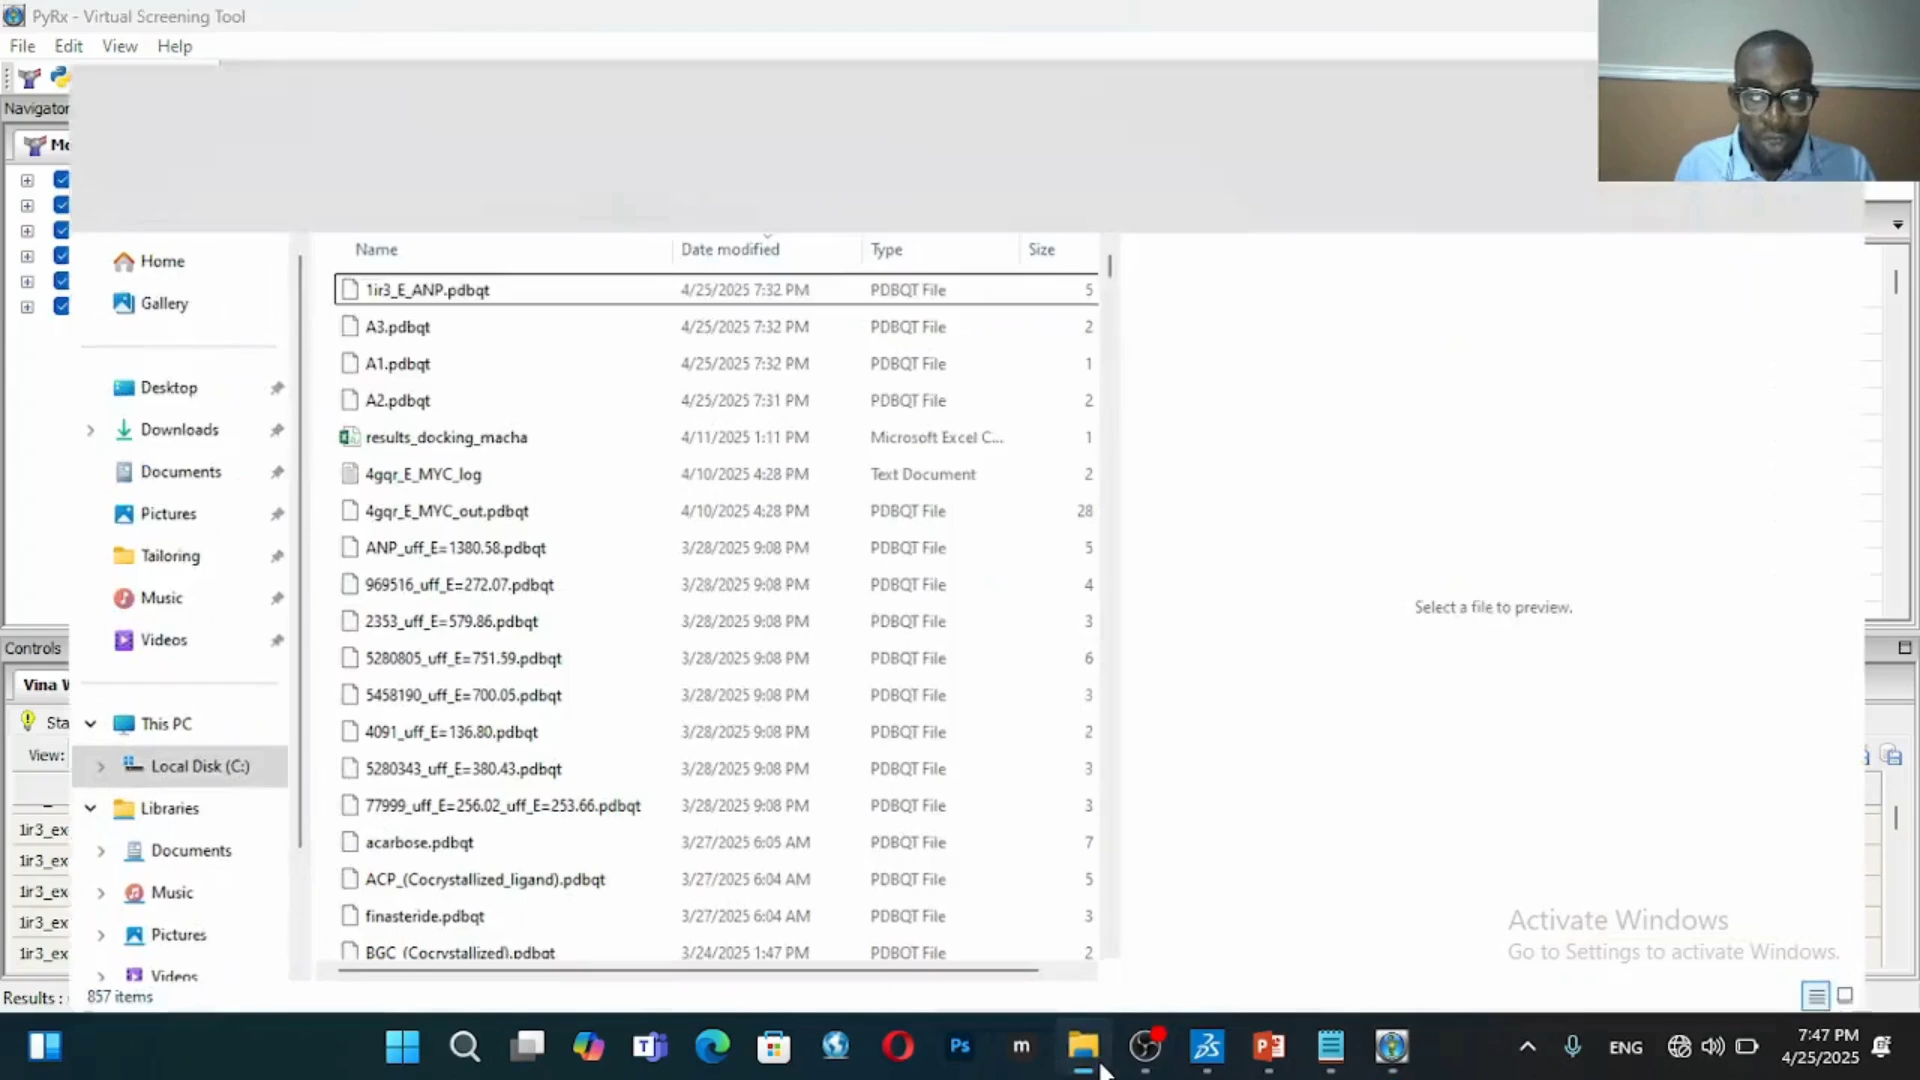 PyRx - Virtual Screening Tool
File Edit View Help
Navigator
Home
Gallery
Desktop
Downloads
Documents
Pictures
Tailoring
Music
Videos
This PC
Local Disk (C:)
Libraries
Documents
Music
Pictures
Videos
857 items
Name Date modified Type Size
1ir3_E_ANP.pdbqt 4/25/2025 7:32 PM PDBQT File 5
A3.pdbqt 4/25/2025 7:32 PM PDBQT File 2
A1.pdbqt 4/25/2025 7:32 PM PDBQT File 1
A2.pdbqt 4/25/2025 7:31 PM PDBQT File 2
results_docking_macha 4/11/2025 1:11 PM Microsoft Excel C... 1
4gqr_E_MYC_log 4/10/2025 4:28 PM Text Document 2
4gqr_E_MYC_out.pdbqt 4/10/2025 4:28 PM PDBQT File 28
ANP_uff_E=1380.58.pdbqt 3/28/2025 9:08 PM PDBQT File 5
969516_uff_E=272.07.pdbqt 3/28/2025 9:08 PM PDBQT File 4
2353_uff_E=579.86.pdbqt 3/28/2025 9:08 PM PDBQT File 3
5280805_uff_E=751.59.pdbqt 3/28/2025 9:08 PM PDBQT File 6
5458190_uff_E=700.05.pdbqt 3/28/2025 9:08 PM PDBQT File 3
4091_uff_E=136.80.pdbqt 3/28/2025 9:08 PM PDBQT File 2
5280343_uff_E=380.43.pdbqt 3/28/2025 9:08 PM PDBQT File 3
77999_uff_E=256.02_uff_E=253.66.pdbqt 3/28/2025 9:08 PM PDBQT File 3
acarbose.pdbqt 3/27/2025 6:05 AM PDBQT File 7
ACP_(Cocrystallized_ligand).pdbqt 3/27/2025 6:04 AM PDBQT File 5
finasteride.pdbqt 3/27/2025 6:04 AM PDBQT File 3
BGC_(Cocrystallized).pdbqt 3/24/2025 1:47 PM PDBQT File 2
Select a file to preview.
Controls
Vina W
Sta
View:
1ir3_ex
1ir3_ex
1ir3_ex
1ir3_ex
1ir3_ex
Results :
Activate Windows
Go to Settings to activate Windows.
Ps
m
ENG
7:47 PM
4/25/2025